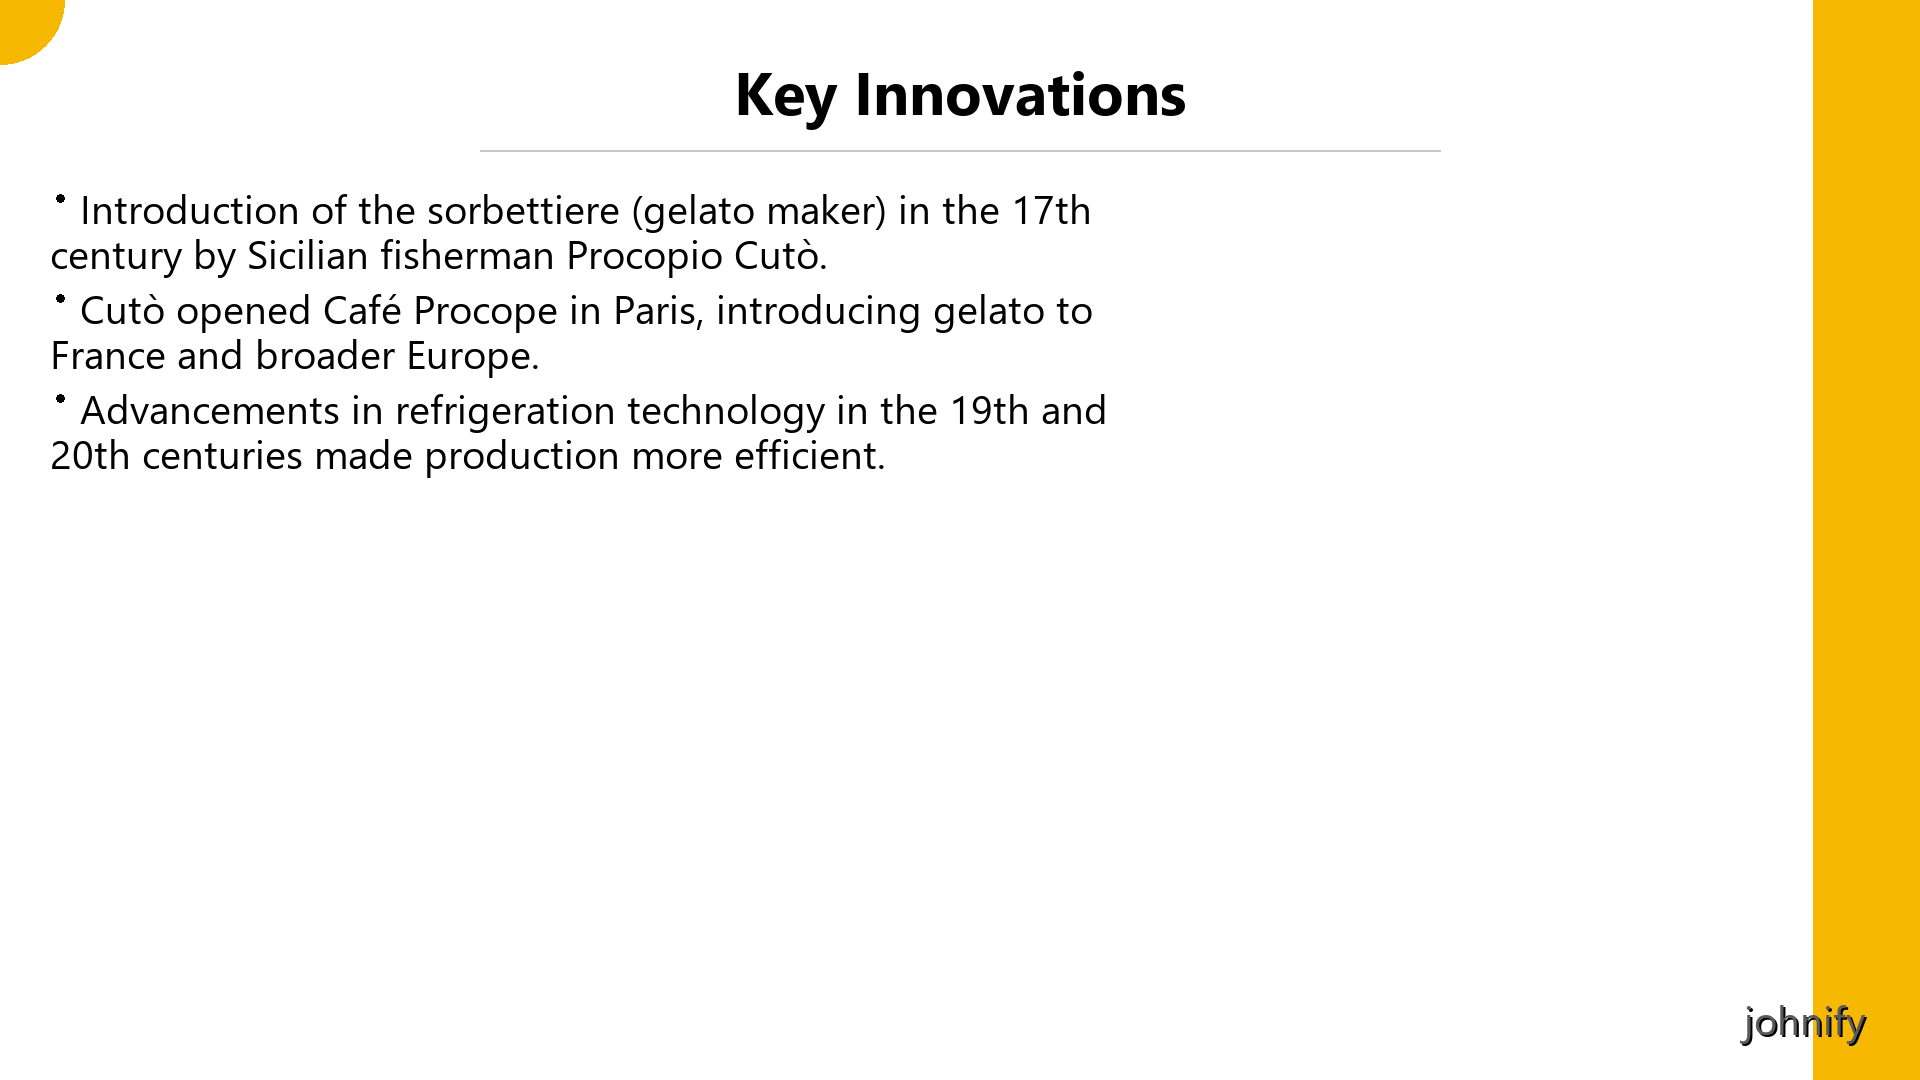 Key Innovations
• Introduction of the sorbettiere (gelato maker) in the 17th
century by Sicilian fisherman Procopio Cutò.
• Cutò opened Café Procope in Paris, introducing gelato to
France and broader Europe.
• Advancements in refrigeration technology in the 19th and
20th centuries made production more efficient.
johnify